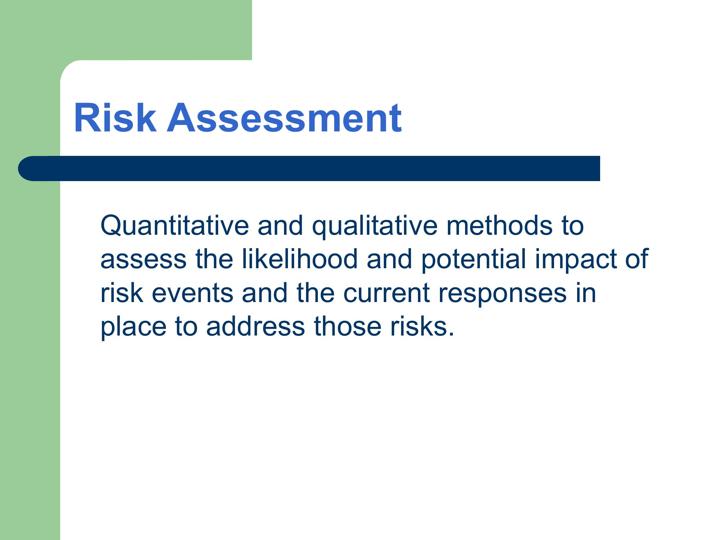 Risk Assessment
Quantitative and qualitative methods to
assess the likelihood and potential impact of
risk events and the current responses in
place to address those risks.